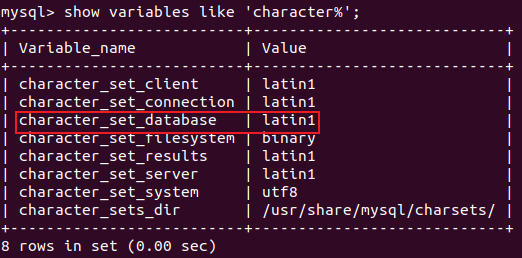 mysql> show variables like 'character%';
+--------------------------+----------------------------+
| Variable_name | Value |
+--------------------------+----------------------------+
| character_set_client | latin1 |
| character_set_connection | latin1 |
| character_set_database | latin1 |
| character_set_filesystem | binary |
| character_set_results | latin1 |
| character_set_server | latin1 |
| character_set_system | utf8 |
| character_sets_dir | /usr/share/mysql/charsets/ |
+--------------------------+----------------------------+
8 rows in set (0.00 sec)